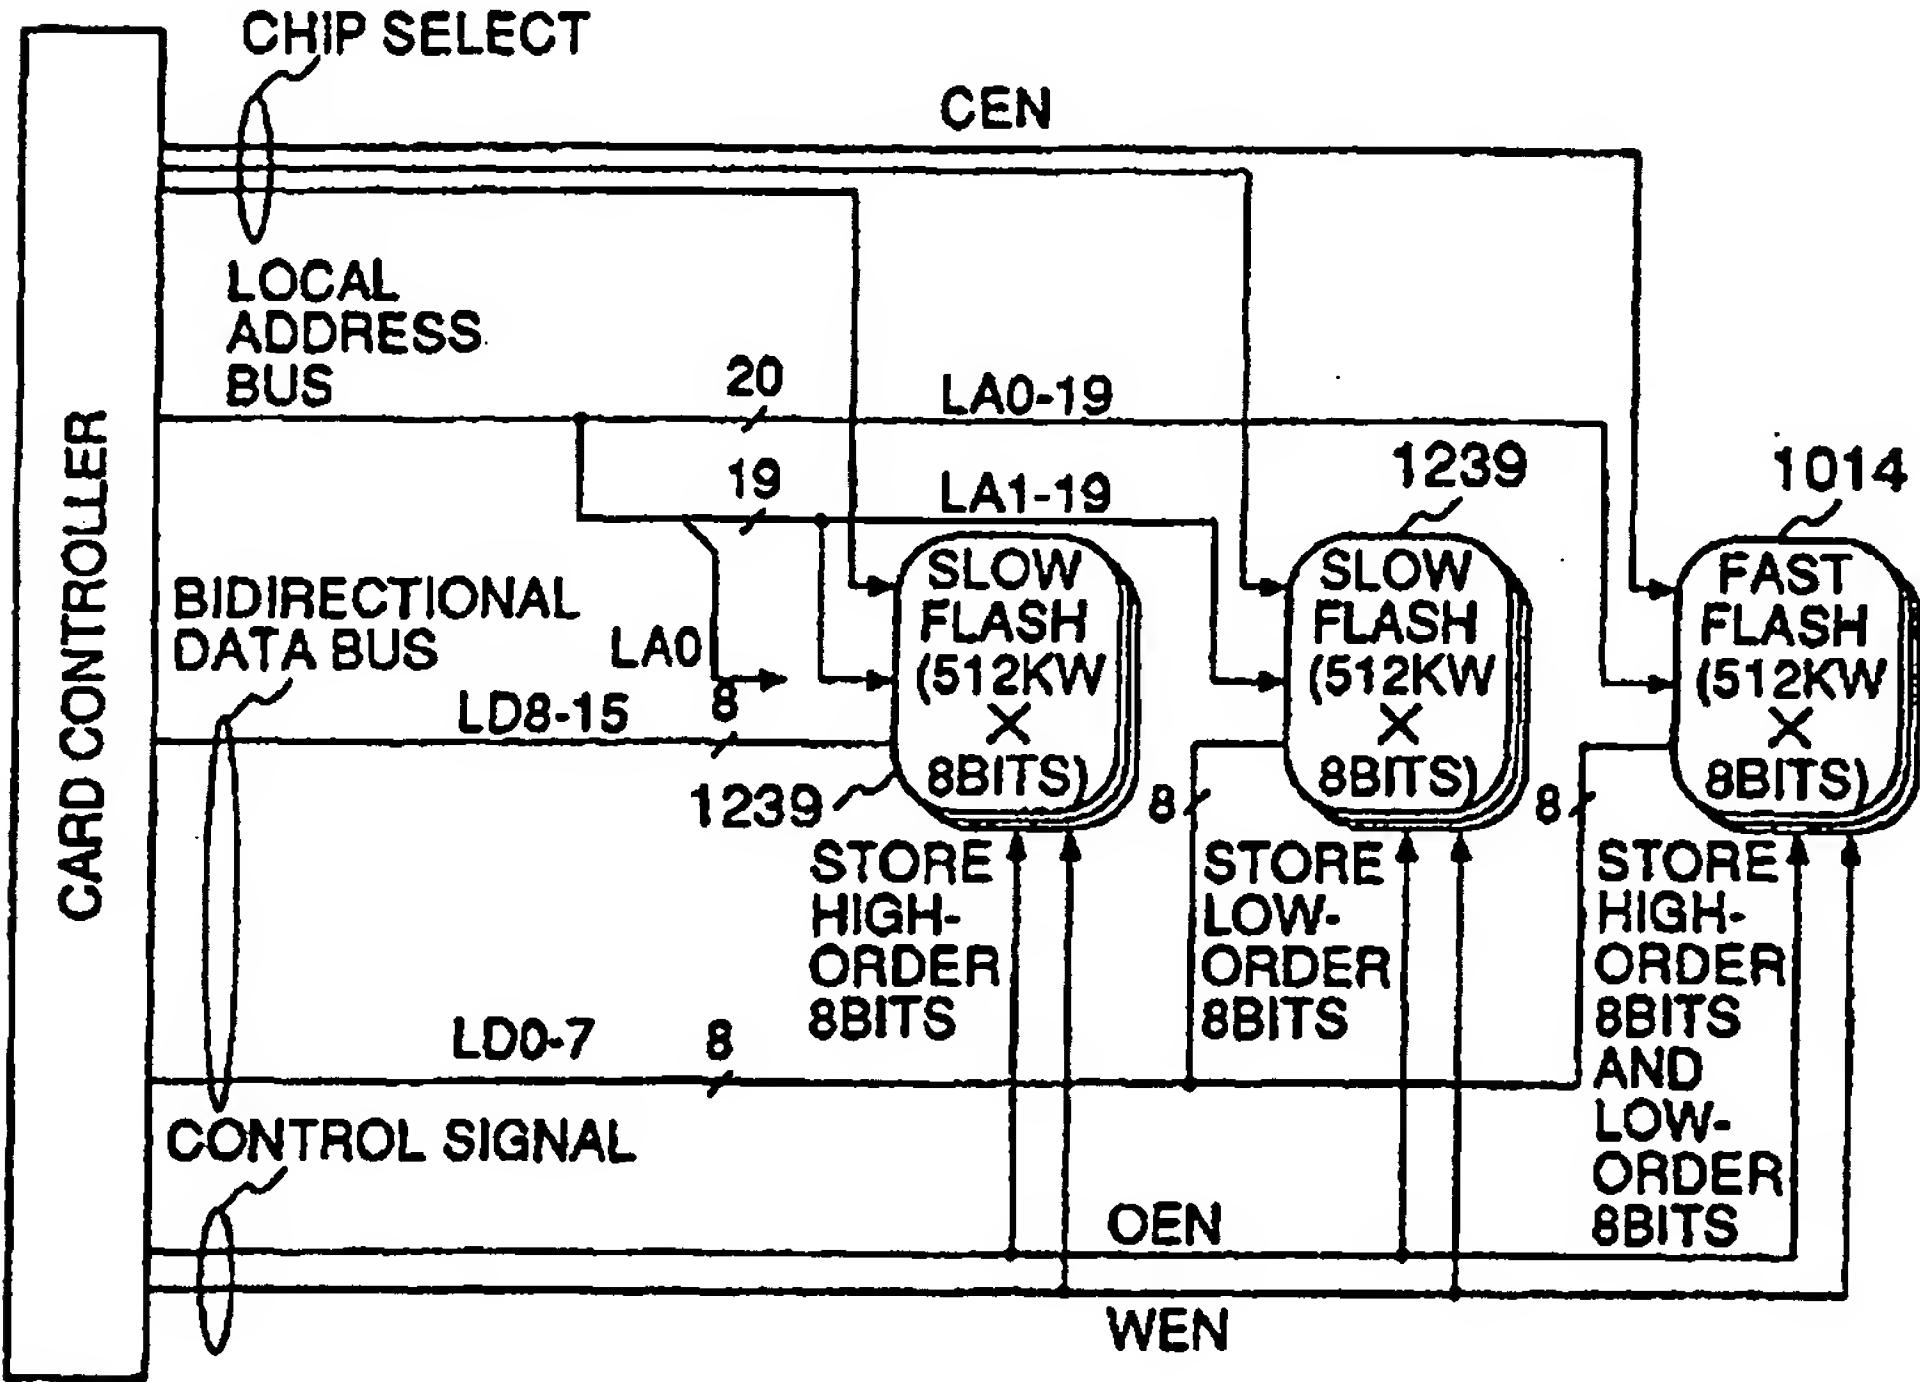 CHIP SELECT
CEN
LOCAL
ADDRESS
BUS
20
LA0-19
19
LA1-19
1239
1014
CARD CONTROLLER
BIDIRECTIONAL
DATA BUS
LA0
SLOW
FLASH
(512KW
X
8BITS)
SLOW
FLASH
(512KW
X
8BITS)
FAST
FLASH
(512KW
X
8BITS)
LD8-15
8
1239
8
8
STORE
HIGH-
ORDER
8BITS
STORE
LOW-
ORDER
8BITS
STORE
HIGH-
ORDER
8BITS
AND
LOW-
ORDER
8BITS
LD0-7
8
CONTROL SIGNAL
OEN
WEN